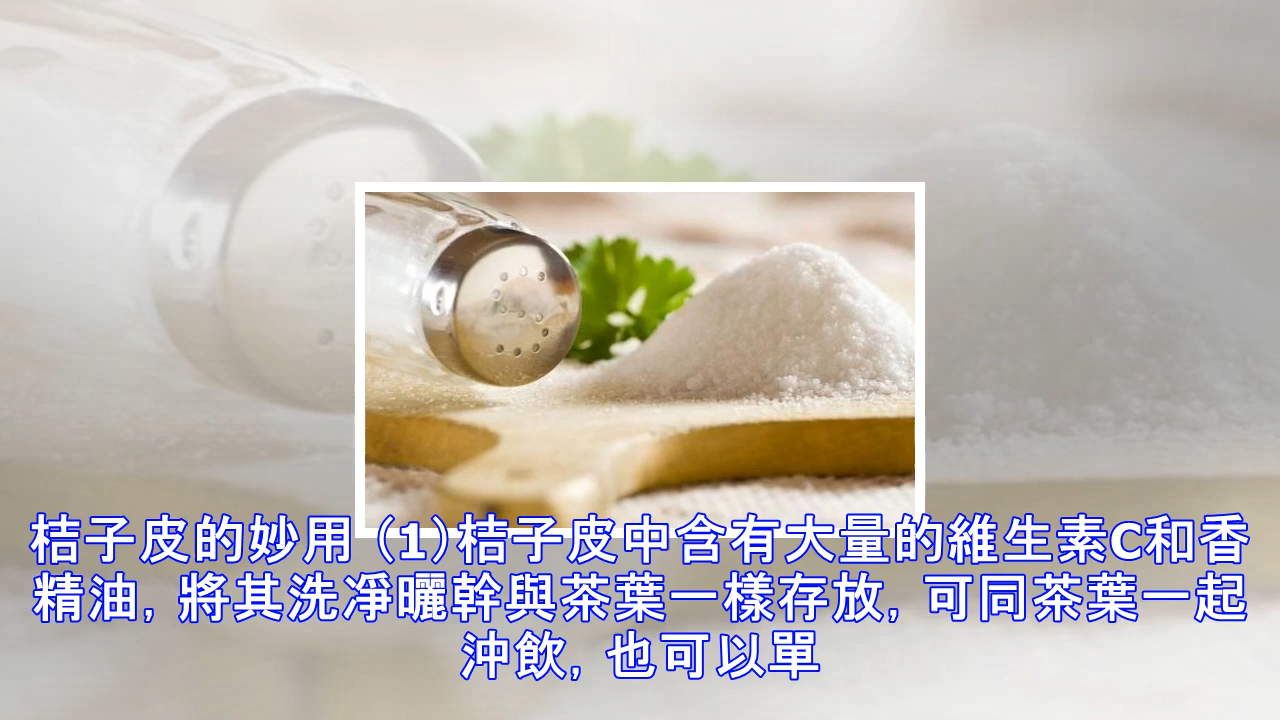 桔子皮的妙用 (1)桔子皮中含有大量的維生素C和香
精油, 將其洗凈曬幹與茶葉一樣存放, 可同茶葉一起
沖飲, 也可以單